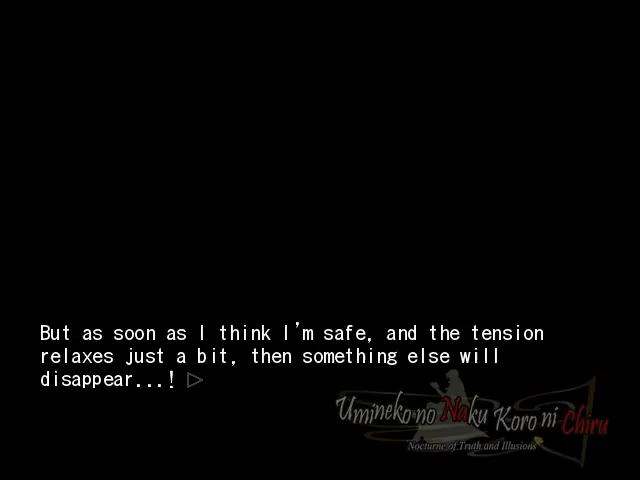 But as soon as I think I'm safe, and the tension
relaxes just a bit, then something else will
disappear...!
Umineko no Naku Koro ni Chiru
Nocturne of Truth and Illusions